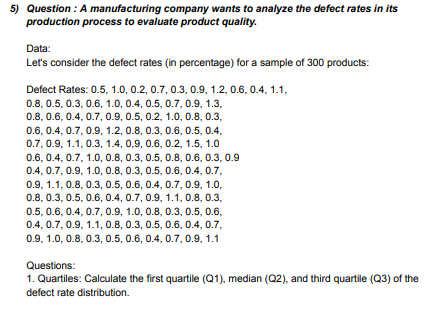 5) Question : A manufacturing company wants to analyze the defect rates in its
production process to evaluate product quality.
Data:
Let's consider the defect rates (in percentage) for a sample of 300 products:
Defect Rates: 0.5, 1.0, 0.2, 0.7, 0.3, 0.9, 1.2, 0.6, 0.4, 1.1,
0.8, 0.5, 0.3, 0.6, 1.0, 0.4, 0.5, 0.7, 0.9, 1.3,
0.8, 0.6, 0.4, 0.7, 0.9, 0.5, 0.2, 1.0, 0.8, 0.3,
0.6, 0.4, 0.7, 0.9, 1.2, 0.8, 0.3, 0.6, 0.5, 0.4,
0.7, 0.9, 1.1, 0.3, 1.4, 0,9, 0.6, 0.2, 1.5, 1.0
0.6, 0.4, 0.7, 1.0, 0.8, 0.3, 0.5, 0.8, 0.6, 0.3, 0.9
0.4, 0.7, 0.9, 1.0, 0.8, 0.3, 0.5, 0.6, 0.4, 0.7,
0.9, 1.1, 0.8, 0.3, 0.5, 0.6, 0.4, 0.7, 0.9, 1.0,
0.8, 0.3, 0.5, 0.6, 0.4, 0.7, 0.9, 1.1, 0.8, 0.3,
0.5, 0.6, 0.4, 0.7, 0.9, 1.0, 0.8, 0.3, 0.5, 0.6,
0.4, 0.7, 0.9, 1.1, 0.8, 0.3, 0.5, 0.6, 0.4, 0.7,
0.9, 1.0, 0.8, 0.3, 0.5, 0.6, 0.4, 0.7, 0.9, 1.1
Questions:
1. Quartiles: Calculate the first quartile (Q1), median (Q2), and third quartile (Q3) of the
defect rate distribution.